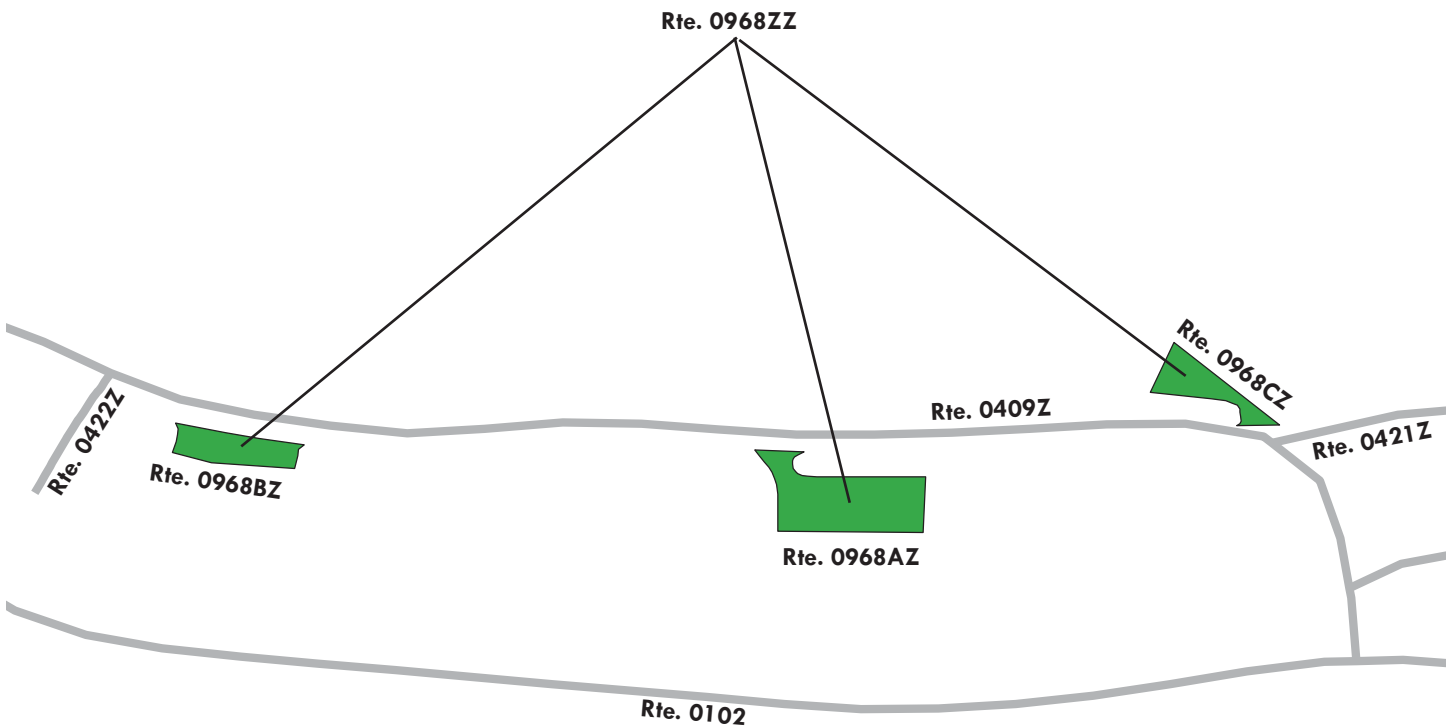 Rte. 0968ZZ
Rte. 0968CZ
Rte. 0409Z
Rte. 0421Z
Rte. 0422Z
Rte. 0968BZ
Rte. 0968AZ
Rte. 0102